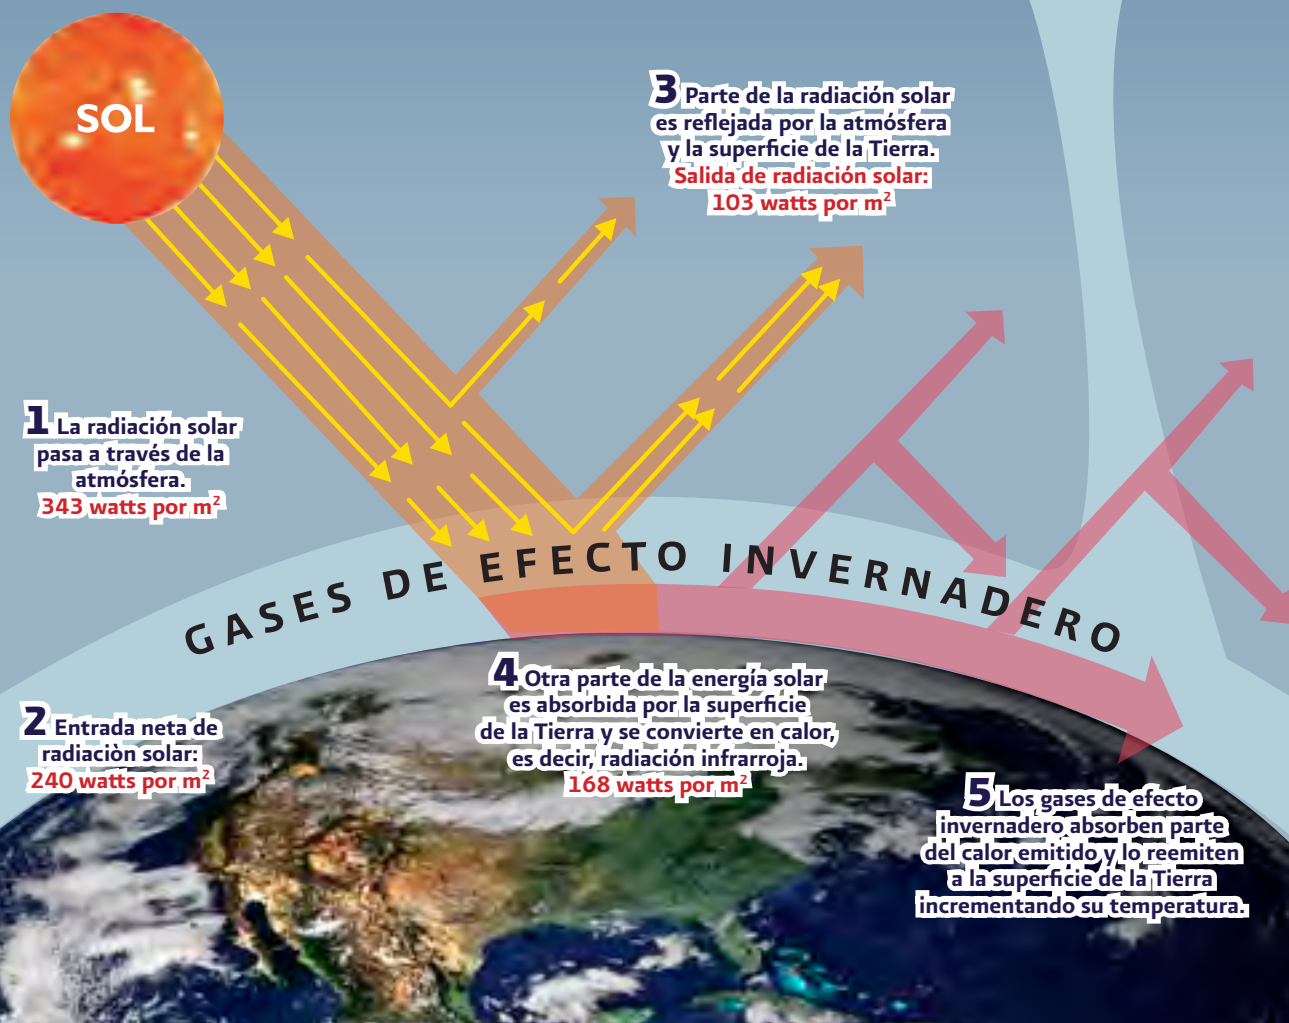 SOL
3 Parte de la radiación solar
es reflejada por la atmósfera
y la superficie de la Tierra.
Salida de radiación solar:
103 watts por m²
1 La radiación solar
pasa a través de la
atmósfera.
343 watts por m²
GASES DE EFECTO INVERNADERO
2 Entrada neta de
radiaciòn solar:
240 watts por m²
4 Otra parte de la energía solar
es absorbida por la superficie
de la Tierra y se convierte en calor,
es decir, radiación infrarroja.
168 watts por m²
5 Los gases de efecto
invernadero absorben parte
del calor emitido y lo reemiten
a la superficie de la Tierra
incrementando su temperatura.